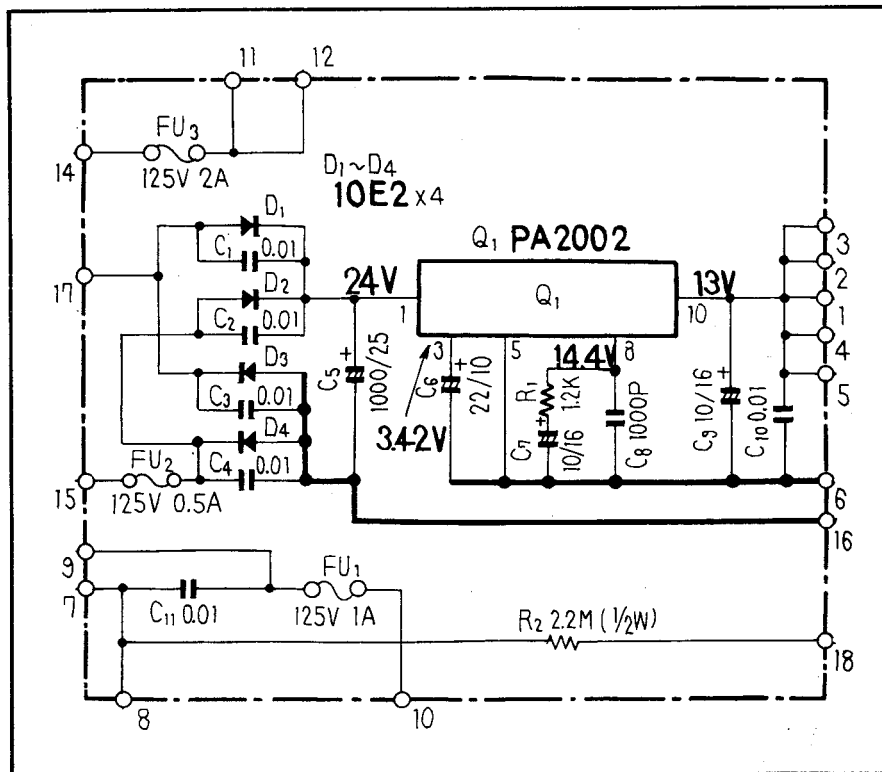 11
12
14
FU3
125V 2A
D1~D4
10E2 x4
D1
C1 0.01
17
D2
C2 0.01
D3
C3 0.01
D4
C4 0.01
15
FU2
125V 0.5A
24V
C5 + 1000/25
Q1 PA2002
Q1
1
3
5
8
10
13V
3.4-2V
C6 + 22/10
14.4V
R1 1.2K
C7 + 10/16
C8 1000P
C9 10/16 +
C10 0.01
3
2
1
4
5
6
16
9
7
C11 0.01
FU1
125V 1A
R2 2.2M (1/2W)
18
8
10